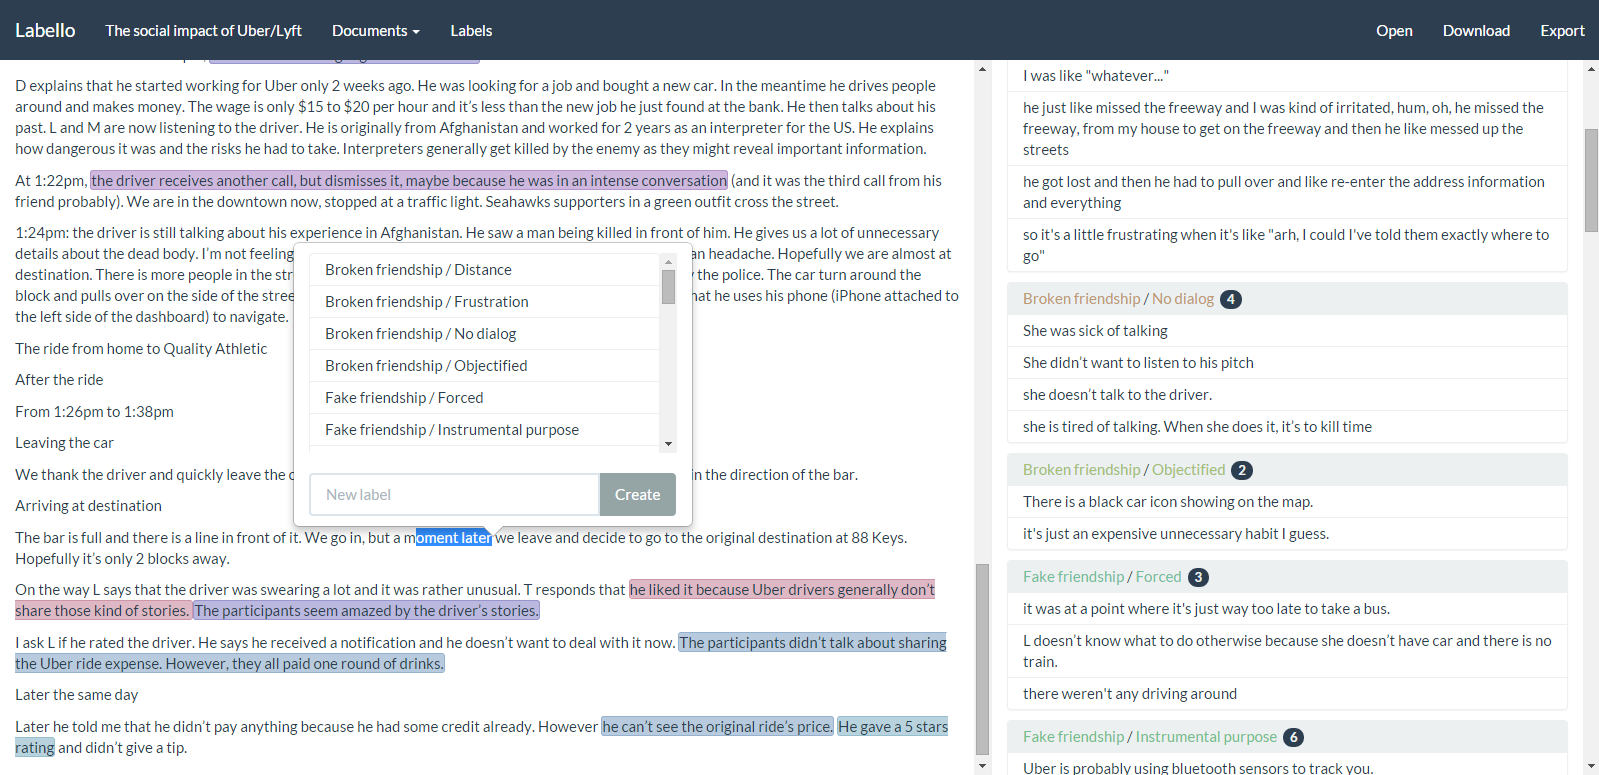 Labello The social impact of Uber/Lyft Documents Labels Open Download Export
D explains that he started working for Uber only 2 weeks ago. He was looking for a job and bought a new car. In the meantime he drives people
around and makes money. The wage is only $15 to $20 per hour and it’s less than the new job he just found at the bank. He then talks about his
past. L and M are now listening to the driver. He is originally from Afghanistan and worked for 2 years as an interpreter for the US. He explains
how dangerous it was and the risks he had to take. Interpreters generally get killed by the enemy as they might reveal important information.
At 1:22pm, the driver receives another call, but dismisses it, maybe because he was in an intense conversation (and it was the third call from his
friend probably). We are in the downtown now, stopped at a traffic light. Seahawks supporters in a green outfit cross the street.
1:24pm: the driver is still talking about his experience in Afghanistan. He saw a man being killed in front of him. He gives us a lot of unnecessary
details about the dead body. I’m not feeling an headache. Hopefully we are almost at
destination. There is more people in the the police. The car turn around the
block and pulls over on the side of the he uses his phone (iPhone attached to
the left side of the dashboard) to navigate.
The ride from home to Quality Athletic
After the ride
From 1:26pm to 1:38pm
Leaving the car
We thank the driver and quickly leave the in the direction of the bar.
Arriving at destination
The bar is full and there is a line in front of it. We go in, but a moment later we leave and decide to go to the original destination at 88 Keys.
Hopefully it’s only 2 blocks away.
On the way L says that the driver was swearing a lot and it was rather unusual. T responds that he liked it because Uber drivers generally don’t
share those kind of stories. The participants seem amazed by the driver’s stories.
I ask L if he rated the driver. He says he received a notification and he doesn’t want to deal with it now. The participants didn’t talk about sharing
the Uber ride expense. However, they all paid one round of drinks.
Later the same day
Later he told me that he didn’t pay anything because he had some credit already. However he can’t see the original ride’s price. He gave a 5 stars
rating and didn’t give a tip.
Broken friendship / Distance
Broken friendship / Frustration
Broken friendship / No dialog
Broken friendship / Objectified
Fake friendship / Forced
Fake friendship / Instrumental purpose
New label Create
I was like "whatever..."
he just like missed the freeway and I was kind of irritated, hum, oh, he missed the
freeway, from my house to get on the freeway and then he like messed up the
streets
he got lost and then he had to pull over and like re-enter the address information
and everything
so it's a little frustrating when it's like "arh, I could I've told them exactly where to
go"
Broken friendship / No dialog 4
She was sick of talking
She didn’t want to listen to his pitch
she doesn’t talk to the driver.
she is tired of talking. When she does it, it’s to kill time
Broken friendship / Objectified 2
There is a black car icon showing on the map.
it's just an expensive unnecessary habit I guess.
Fake friendship / Forced 3
it was at a point where it's just way too late to take a bus.
L doesn’t know what to do otherwise because she doesn’t have car and there is no
train.
there weren't any driving around
Fake friendship / Instrumental purpose 6
Uber is probably using bluetooth sensors to track you.